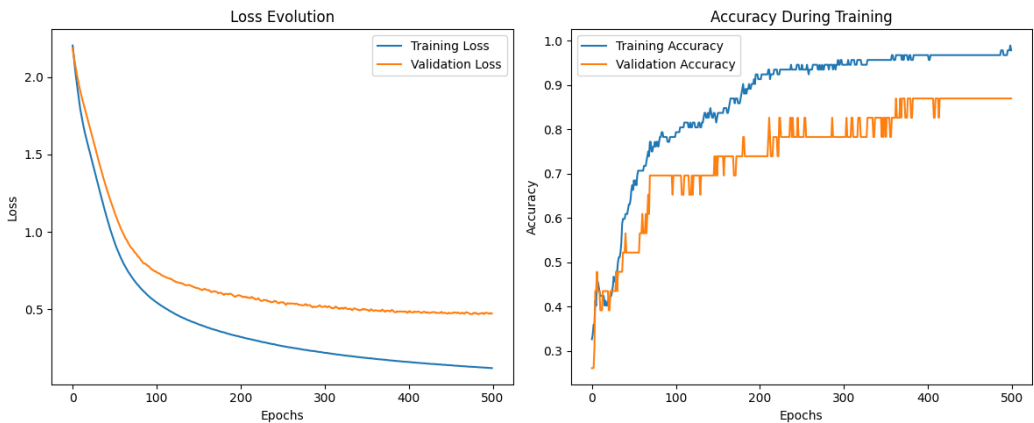 Loss Evolution
Training Loss
Validation Loss
2.0
1.5
1.0
0.5
Loss
0 100 200 300 400 500
Epochs
Accuracy During Training
Training Accuracy
Validation Accuracy
1.0
0.9
0.8
0.7
0.6
0.5
0.4
0.3
Accuracy
0 100 200 300 400 500
Epochs